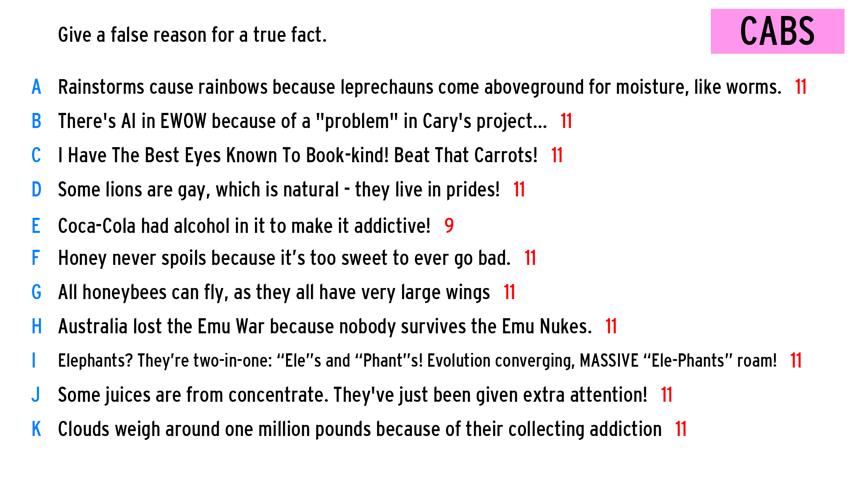 Give a false reason for a true fact.
CABS
A Rainstorms cause rainbows because leprechauns come aboveground for moisture, like worms. 11
B There's AI in EWOW because of a "problem" in Cary's project... 11
C I Have The Best Eyes Known To Book-kind! Beat That Carrots! 11
D Some lions are gay, which is natural - they live in prides! 11
E Coca-Cola had alcohol in it to make it addictive! 9
F Honey never spoils because it’s too sweet to ever go bad. 11
G All honeybees can fly, as they all have very large wings 11
H Australia lost the Emu War because nobody survives the Emu Nukes. 11
I Elephants? They’re two-in-one: “Ele”s and “Phant”s! Evolution converging, MASSIVE “Ele-Phants” roam! 11
J Some juices are from concentrate. They've just been given extra attention! 11
K Clouds weigh around one million pounds because of their collecting addiction 11